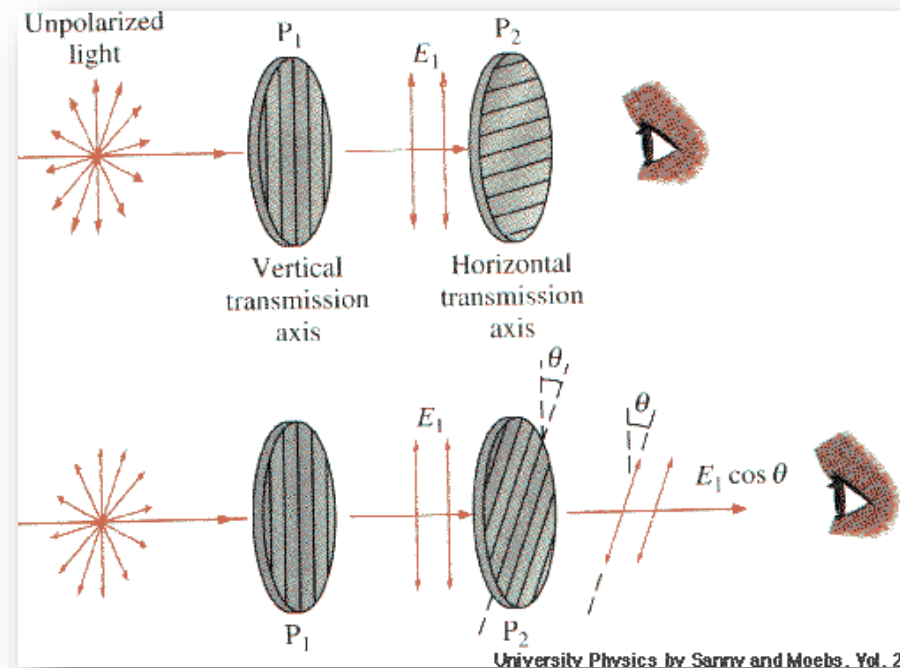 Unpolarized
light
P₁
E₁
P₂
Vertical
transmission
axis
Horizontal
transmission
axis
θ
θ
E₁
E₁ cos θ
P₁
P₂
University Physics by Sanny and Moebs, Vol. 2